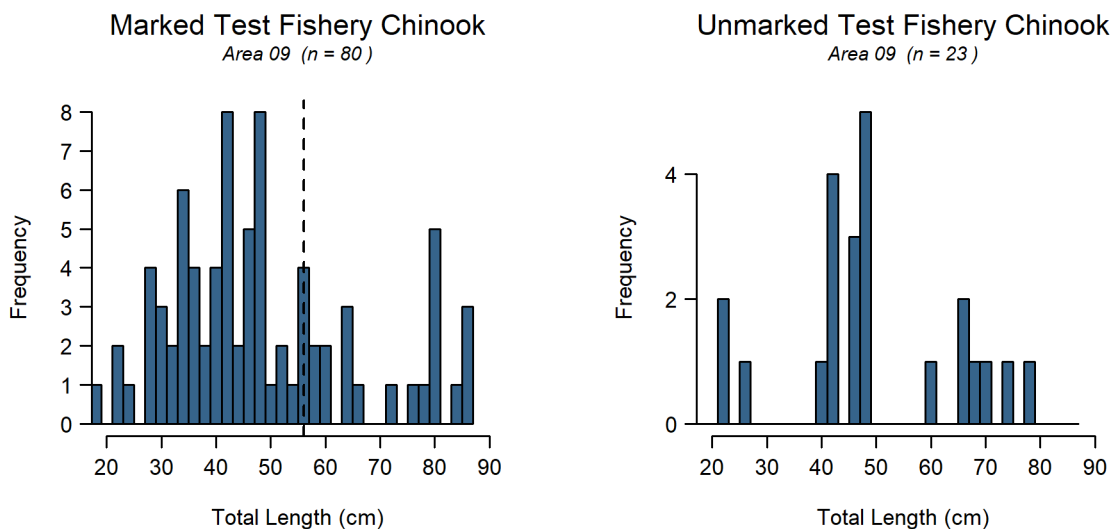 Marked Test Fishery Chinook
Area 09 (n = 80 )
8
7
6
5
4
3
2
1
0
Frequency
20 30 40 50 60 70 80 90
Total Length (cm)
Unmarked Test Fishery Chinook
Area 09 (n = 23 )
4
2
0
Frequency
20 30 40 50 60 70 80 90
Total Length (cm)